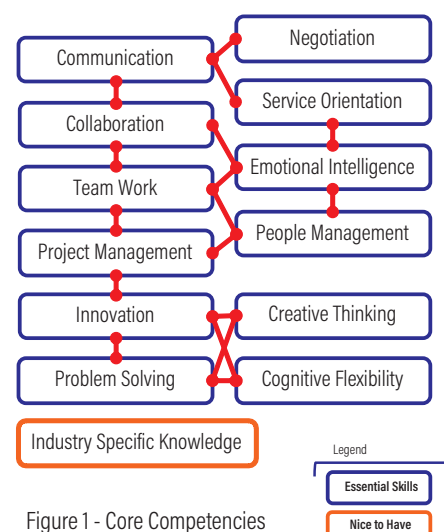 Negotiation
Communication
Service Orientation
Collaboration
Emotional Intelligence
Team Work
People Management
Project Management
Innovation
Creative Thinking
Problem Solving
Cognitive Flexibility
Industry Specific Knowledge
Legend
Essential Skills
Nice to Have
Figure 1 - Core Competencies